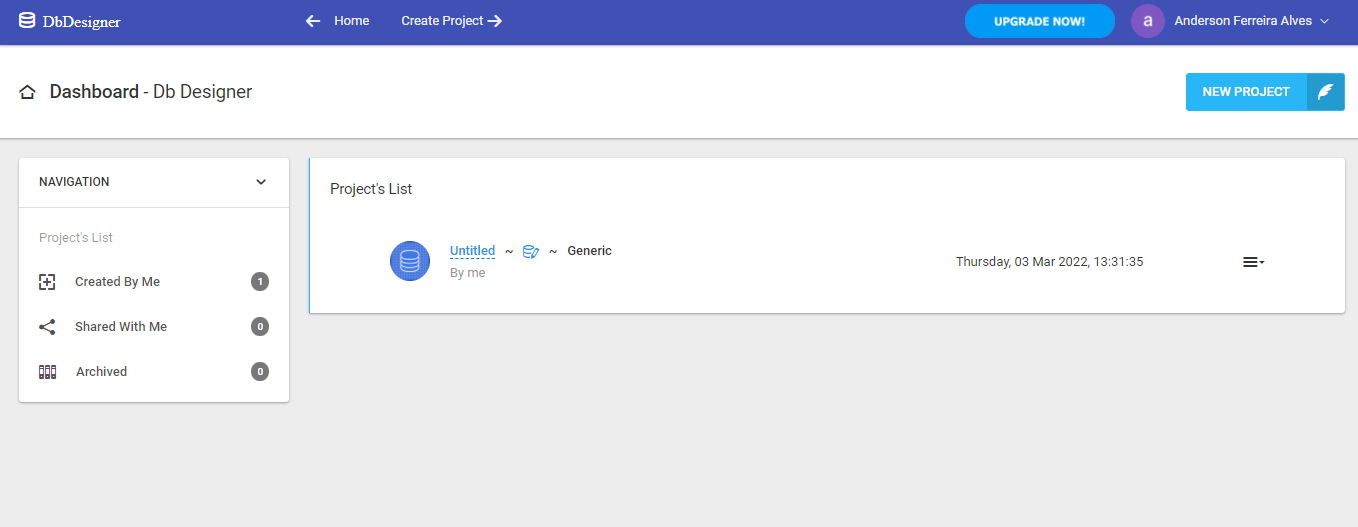 DbDesigner
Home
Create Project
UPGRADE NOW!
a
Anderson Ferreira Alves
Dashboard - Db Designer
NEW PROJECT
NAVIGATION
Project's List
Created By Me 1
Shared With Me 0
Archived 0
Project's List
Untitled ~ ~ Generic
By me
Thursday, 03 Mar 2022, 13:31:35